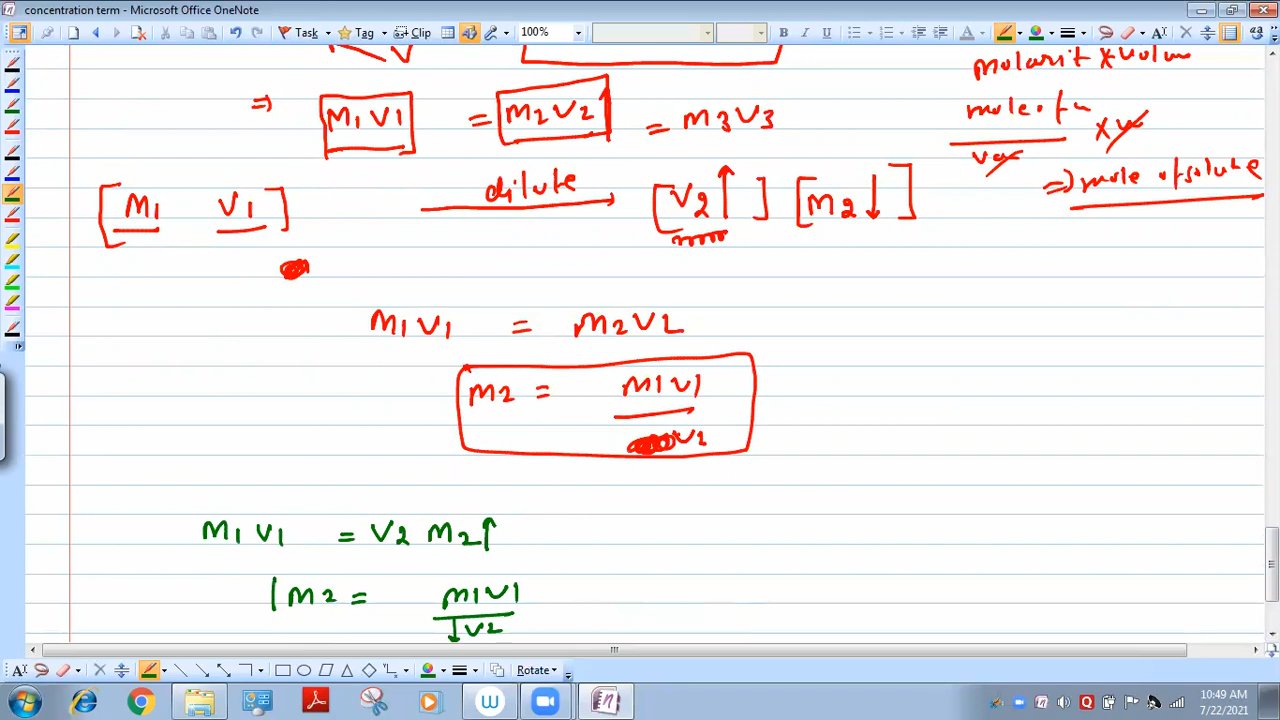 concentration term - Microsoft Office OneNote
Task
Tag
Clip
100%
B I U
molarit x volum
⇒ M1V1 = M2V2 = M3V3
mole of
⇒ mole of solute
[M1 V1] dilute [V2↑] [M2↓]
M1V1 = M2V2
M2 = M1V1
V2
M1V1 = V2 M2↑
M2 = M1V1
↓V2
Rotate
10:49 AM
7/22/2021